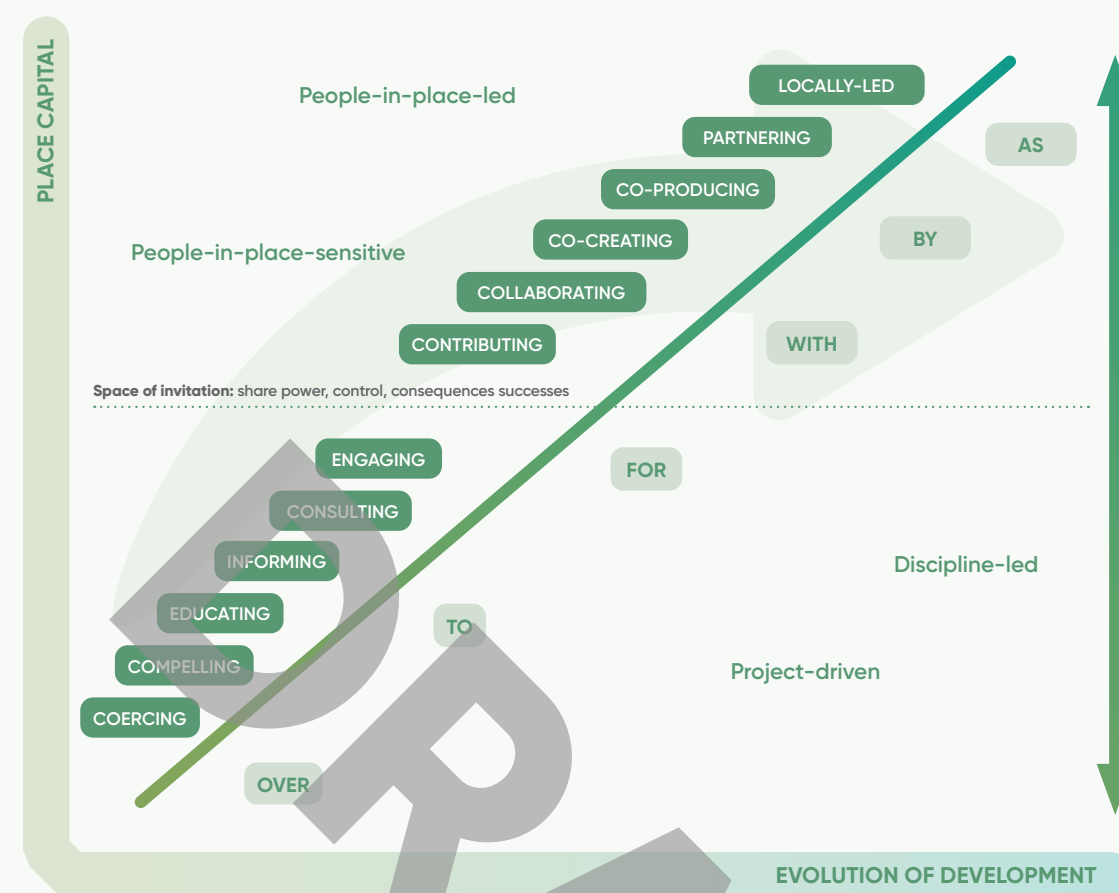 PLACE CAPITAL
People-in-place-led
LOCALLY-LED
PARTNERING
AS
CO-PRODUCING
People-in-place-sensitive
CO-CREATING
BY
COLLABORATING
CONTRIBUTING
WITH
Space of invitation: share power, control, consequences successes
ENGAGING
FOR
CONSULTING
INFORMING
Discipline-led
EDUCATING
TO
COMPELLING
Project-driven
COERCING
OVER
EVOLUTION OF DEVELOPMENT
DR